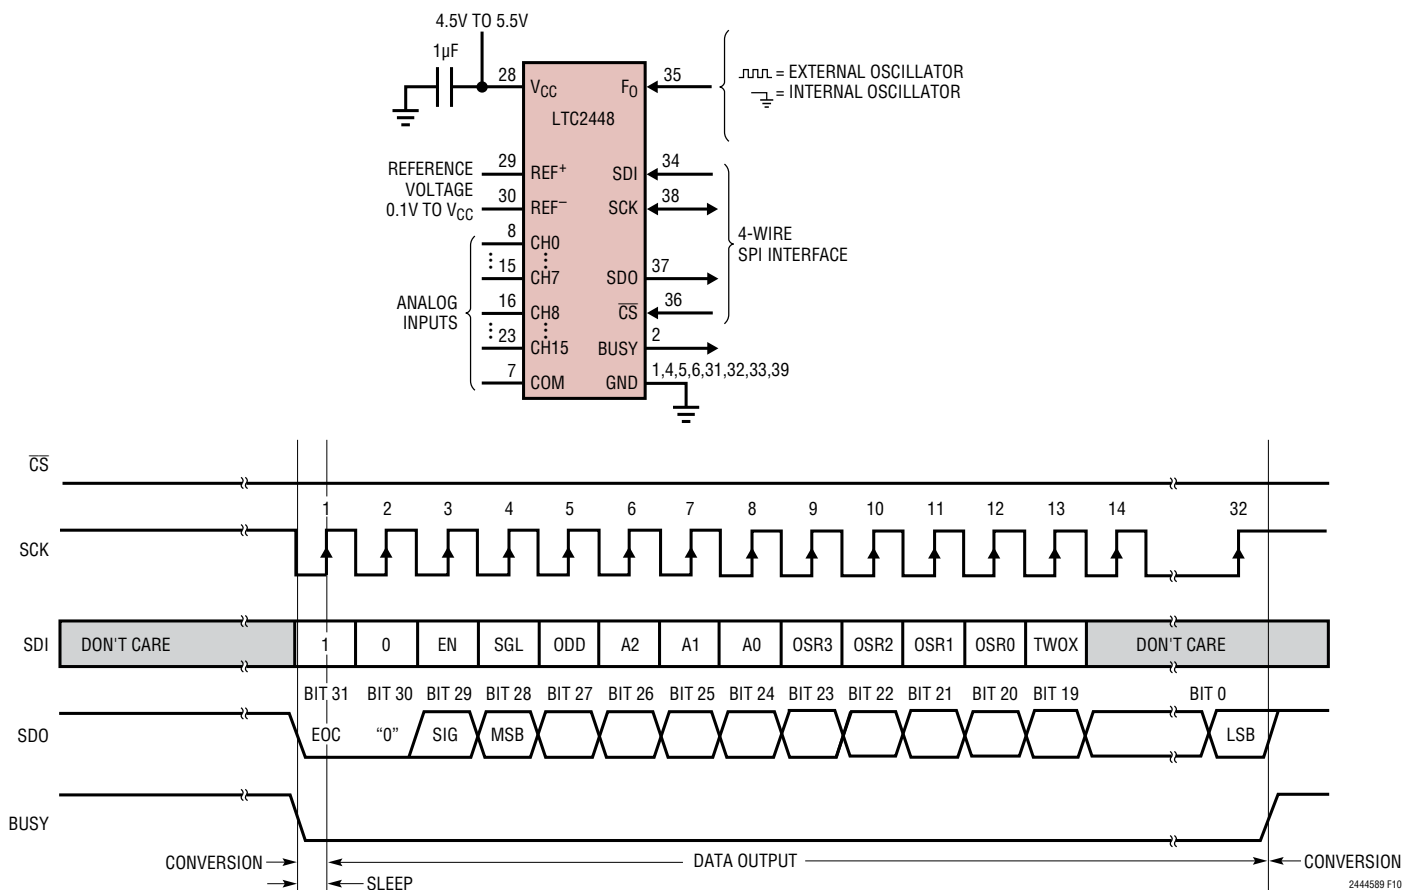 4.5V TO 5.5V
1µF
28
VCC
FO
35
= EXTERNAL OSCILLATOR
= INTERNAL OSCILLATOR
LTC2448
REFERENCE
VOLTAGE
0.1V TO VCC
29
REF+
SDI
34
30
REF–
SCK
38
4-WIRE
SPI INTERFACE
ANALOG
INPUTS
8
CH0
15
CH7
SDO
37
16
CH8
CS
36
23
CH15
BUSY
2
7
COM
GND
1,4,5,6,31,32,33,39
CS
1 2 3 4 5 6 7 8 9 10 11 12 13 14 32
SCK
SDI DON'T CARE 1 0 EN SGL ODD A2 A1 A0 OSR3 OSR2 OSR1 OSR0 TWOX DON'T CARE
BIT 31 BIT 30 BIT 29 BIT 28 BIT 27 BIT 26 BIT 25 BIT 24 BIT 23 BIT 22 BIT 21 BIT 20 BIT 19 BIT 0
SDO EOC “0” SIG MSB LSB
BUSY
CONVERSION DATA OUTPUT CONVERSION
SLEEP
2444589 F10